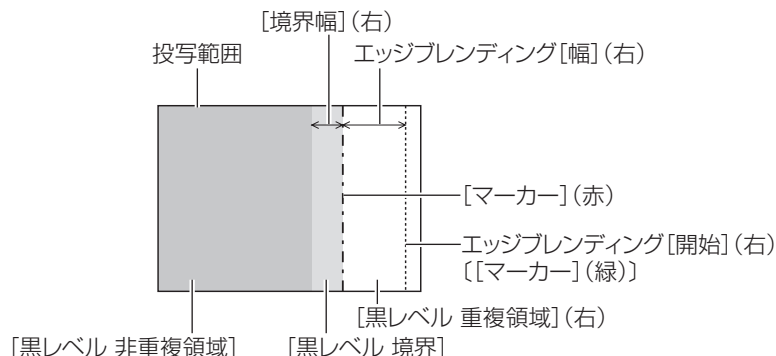 [境界幅](右)
投写範囲
エッジブレンディング[幅](右)
[マーカー](赤)
エッジブレンディング[開始](右)
〔[マーカー](緑)〕
[黒レベル 重複領域](右)
[黒レベル 非重複領域]
[黒レベル 境界]